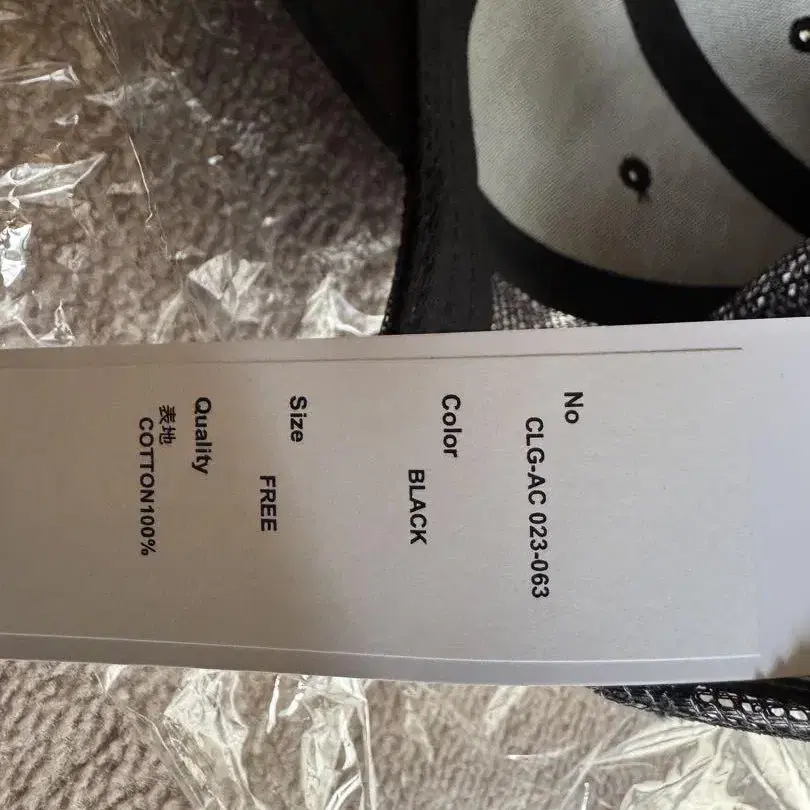 No
CLG-AC 023-063
Color
BLACK
Size
FREE
Quality
表地
COTTON100%